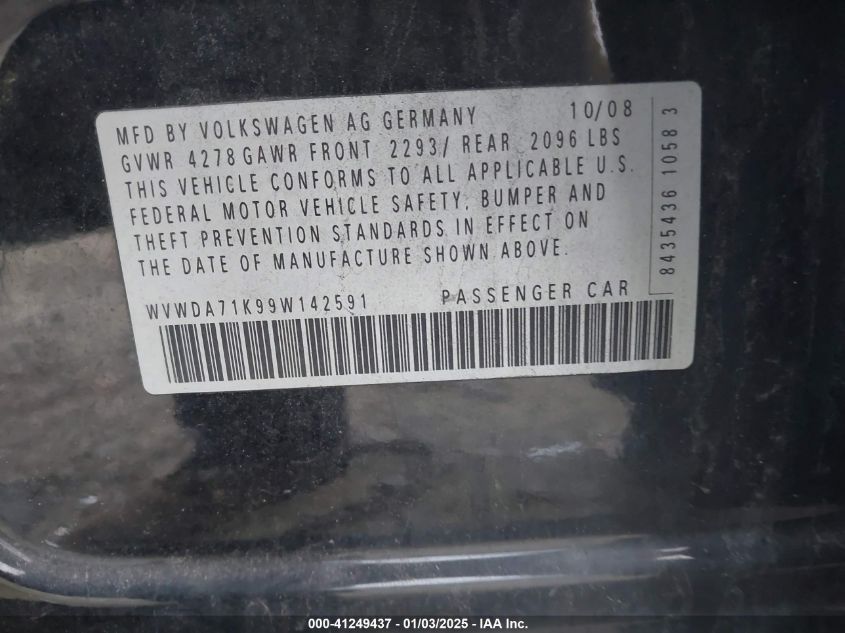 MFD BY VOLKSWAGEN AG GERMANY 10/08
GVWR 4278 GAWR FRONT 2293/ REAR 2096 LBS
THIS VEHICLE CONFORMS TO ALL APPLICABLE U.S.
FEDERAL MOTOR VEHICLE SAFETY, BUMPER AND
THEFT PREVENTION STANDARDS IN EFFECT ON
THE DATE OF MANUFACTURE SHOWN ABOVE.
WVWDA71K99W142591 PASSENGER CAR
8435436 1058 3
000-41249437 - 01/03/2025 - IAA Inc.